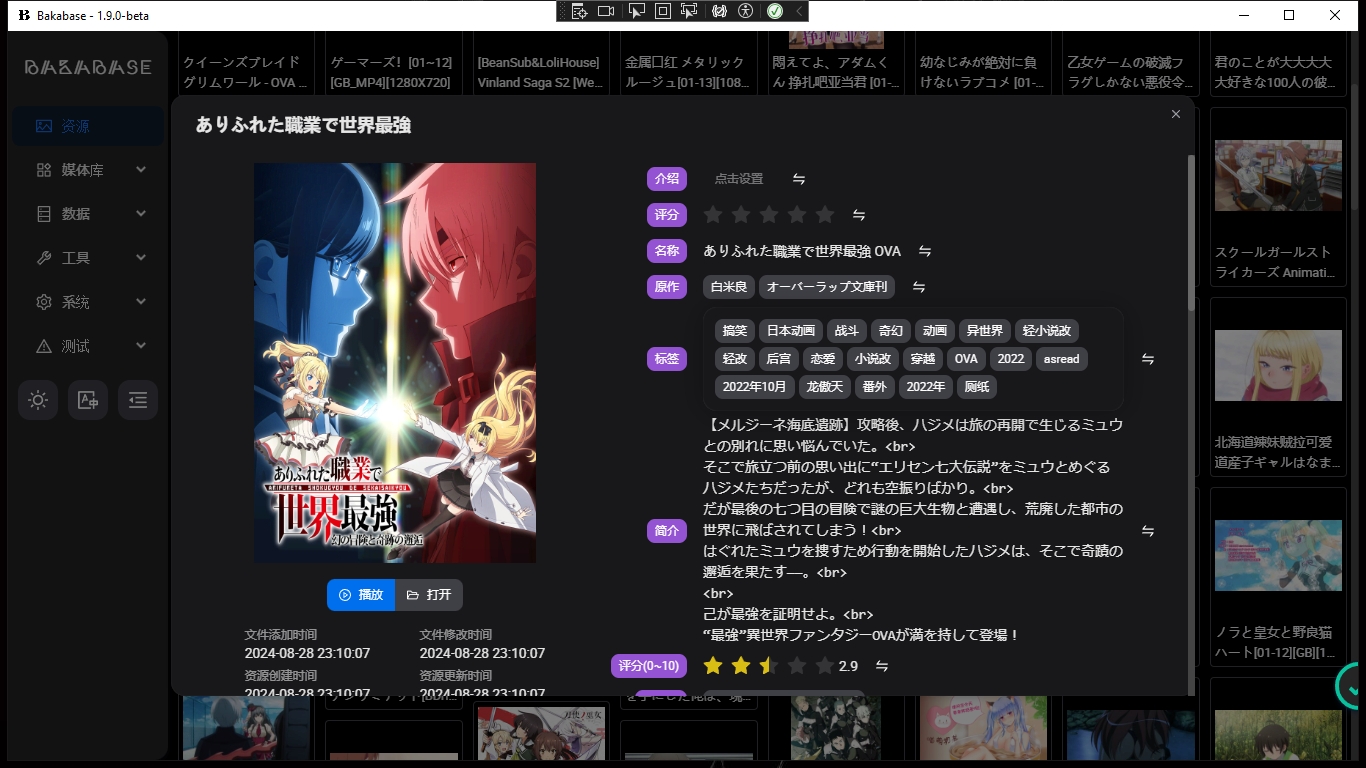 Bakabase - 1.9.0-beta
BAKABASE
资源
媒体库
数据
工具
系统
测试
クイーンズブレイド
グリムワール - OVA ...
ゲーマーズ！[01~12]
[GB_MP4][1280X720]
[BeanSub&LoliHouse]
Vinland Saga S2 [We...
金属口红 メタリック
ルージュ[01-13][108...
悶えてよ、アダムく
ん 挣扎吧亚当君 [01-...
幼なじみが絶対に負
けないラブコメ [01-...
乙女ゲームの破滅フ
ラグしかない悪役令...
君のことが大大大大
大好きな100人の彼...
ありふれた職業で世界最強
ありふれた職業で
ARIFURETA SHOKUGYOU DE SEKAISAIKYOU
世界最強
幻の冒険と奇跡の邂逅
播放
打开
文件添加时间
2024-08-28 23:10:07
文件修改时间
2024-08-28 23:10:07
资源创建时间
2024-08-28 23:10:07
资源更新时间
2024-08-28 23:10:07
介绍
点击设置
评分
名称
ありふれた職業で世界最強 OVA
原作
白米良
オーバーラップ文庫刊
标签
搞笑 日本动画 战斗 奇幻 动画 异世界 轻小说改
轻改 后宫 恋爱 小说改 穿越 OVA 2022 asread
2022年10月 龙傲天 番外 2022年 厕纸
简介
【メルジーネ海底遺跡】攻略後、ハジメは旅の再開で生じるミュウ
との別れに思い悩んでいた。<br>
そこで旅立つ前の思い出に“エリセン七大伝説”をミュウとめぐる
ハジメたちだったが、どれも空振りばかり。<br>
だが最後の七つ目の冒険で謎の巨大生物と遭遇し、荒廃した都市の
世界に飛ばされてしまう！<br>
はぐれたミュウを捜すため行動を開始したハジメは、そこで奇蹟の
邂逅を果たす―。<br>
<br>
己が最強を証明せよ。<br>
“最強”異世界ファンタジーOVAが満を持して登場！
评分(0~10)
2.9
スクールガールスト
ライカーズ Animati...
北海道辣妹贼拉可爱
道産子ギャルはなま...
ノラと皇女と野良猫
ハート[01-12][GB][1...